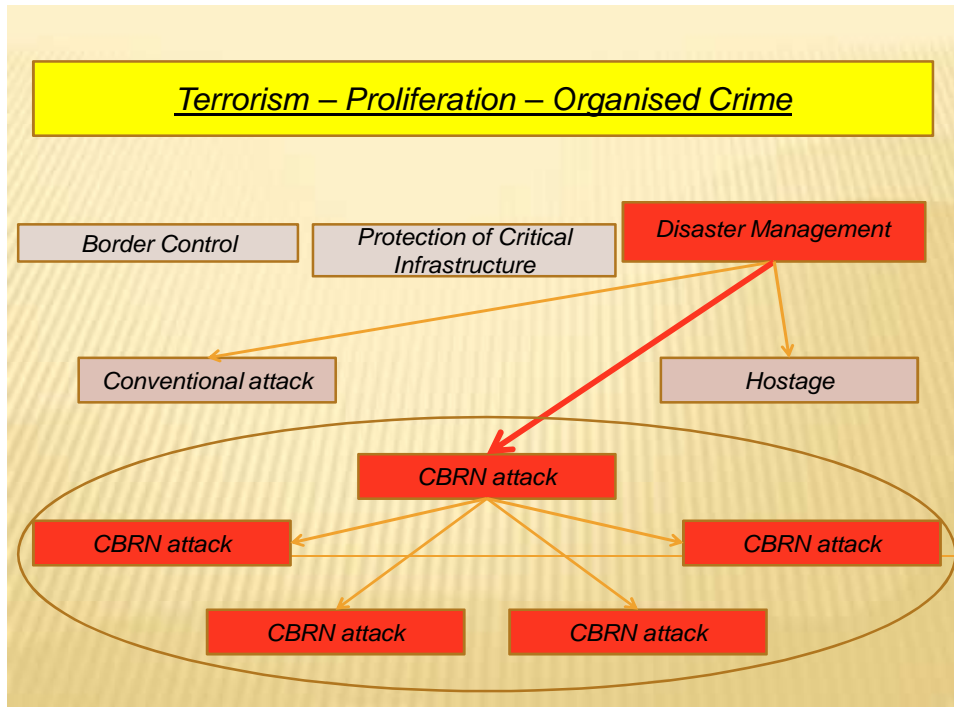 Terrorism – Proliferation – Organised Crime
Border Control
Protection of Critical
Infrastructure
Disaster Management
Conventional attack
Hostage
CBRN attack
CBRN attack
CBRN attack
CBRN attack
CBRN attack